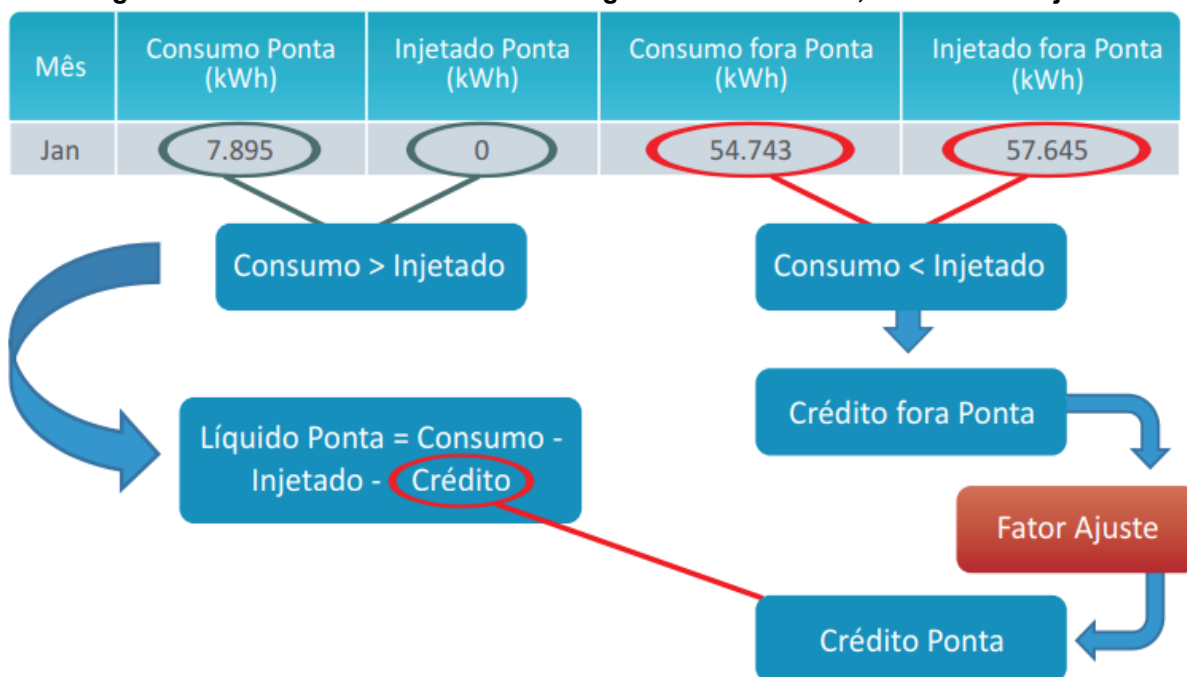 Mês
Consumo Ponta
(kWh)
Injetado Ponta
(kWh)
Consumo fora Ponta
(kWh)
Injetado fora Ponta
(kWh)
Jan
7.895
0
54.743
57.645
Consumo > Injetado
Consumo < Injetado
Crédito fora Ponta
Líquido Ponta = Consumo -
Injetado - Crédito
Fator Ajuste
Crédito Ponta